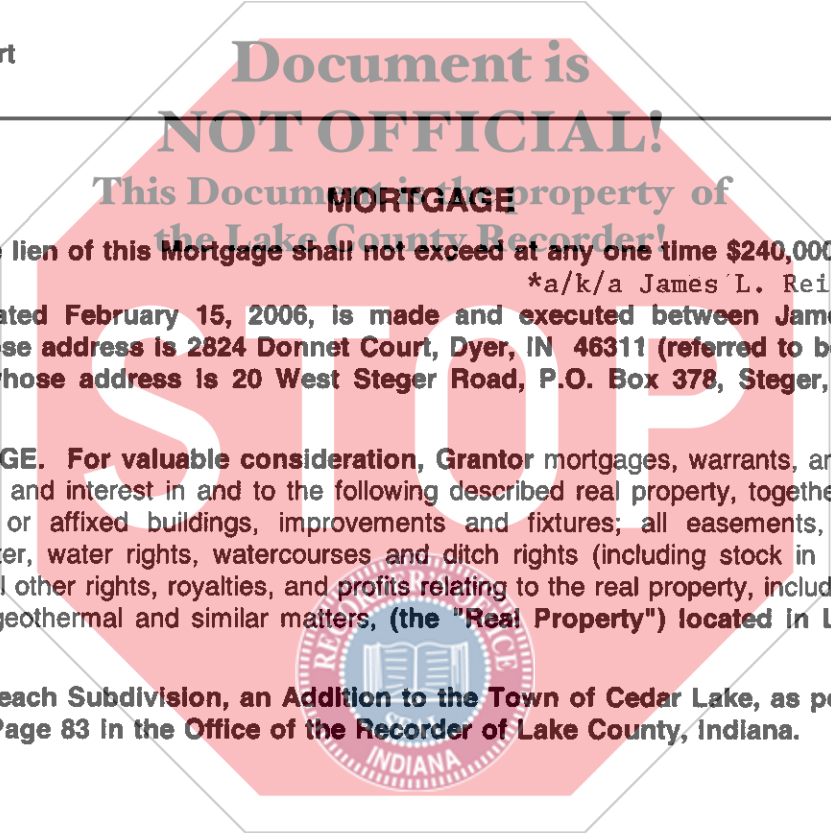 rt
Document is
NOT OFFICIAL!
This Document is the property of
the Lake County Recorder!
MORTGAGE
lien of this Mortgage shall not exceed at any one time $240,000
*a/k/a James L. Rei
ated February 15, 2006, is made and executed between Jame
ose address is 2824 Donnet Court, Dyer, IN 46311 (referred to b
whose address is 20 West Steger Road, P.O. Box 378, Steger,
GE. For valuable consideration, Grantor mortgages, warrants, a
and interest in and to the following described real property, togethe
or affixed buildings, improvements and fixtures; all easements,
ter, water rights, watercourses and ditch rights (including stock in
l other rights, royalties, and profits relating to the real property, includ
geothermal and similar matters, (the "Real Property") located in L
each Subdivision, an Addition to the Town of Cedar Lake, as p
Page 83 in the Office of the Recorder of Lake County, Indiana.
STOP
RECORDER'S OFFICE
SEAL
INDIANA